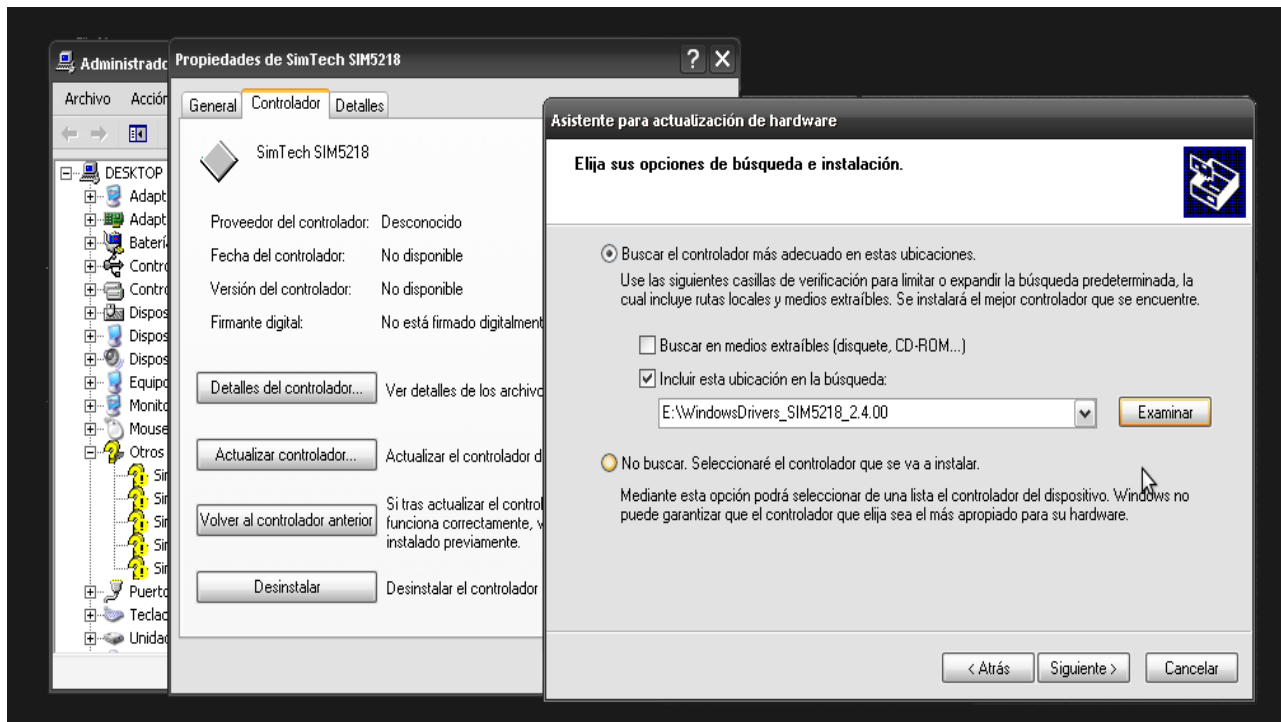 Administrado
Archivo Acción
DESKTOP
Adapt
Adapt
Baterí
Contro
Contro
Dispos
Dispos
Dispos
Equipo
Monito
Mouse
Otros
Sir
Sir
Sir
Sir
Sir
Puerto
Teclad
Unidad
Propiedades de SimTech SIM5218
General Controlador Detalles
SimTech SIM5218
Proveedor del controlador: Desconocido
Fecha del controlador: No disponible
Versión del controlador: No disponible
Firmante digital: No está firmado digitalment
Detalles del controlador... Ver detalles de los archivo
Actualizar controlador... Actualizar el controlador d
Volver al controlador anterior
Si tras actualizar el control
funciona correctamente, v
instalado previamente.
Desinstalar Desinstalar el controlador
Asistente para actualización de hardware
Elija sus opciones de búsqueda e instalación.
Buscar el controlador más adecuado en estas ubicaciones.
Use las siguientes casillas de verificación para limitar o expandir la búsqueda predeterminada, la
cual incluye rutas locales y medios extraíbles. Se instalará el mejor controlador que se encuentre.
Buscar en medios extraíbles (disquete, CD-ROM...)
Incluir esta ubicación en la búsqueda:
E:\WindowsDrivers_SIM5218_2.4.00 Examinar
No buscar. Seleccionaré el controlador que se va a instalar.
Mediante esta opción podrá seleccionar de una lista el controlador del dispositivo. Windows no
puede garantizar que el controlador que elija sea el más apropiado para su hardware.
< Atrás Siguiente > Cancelar